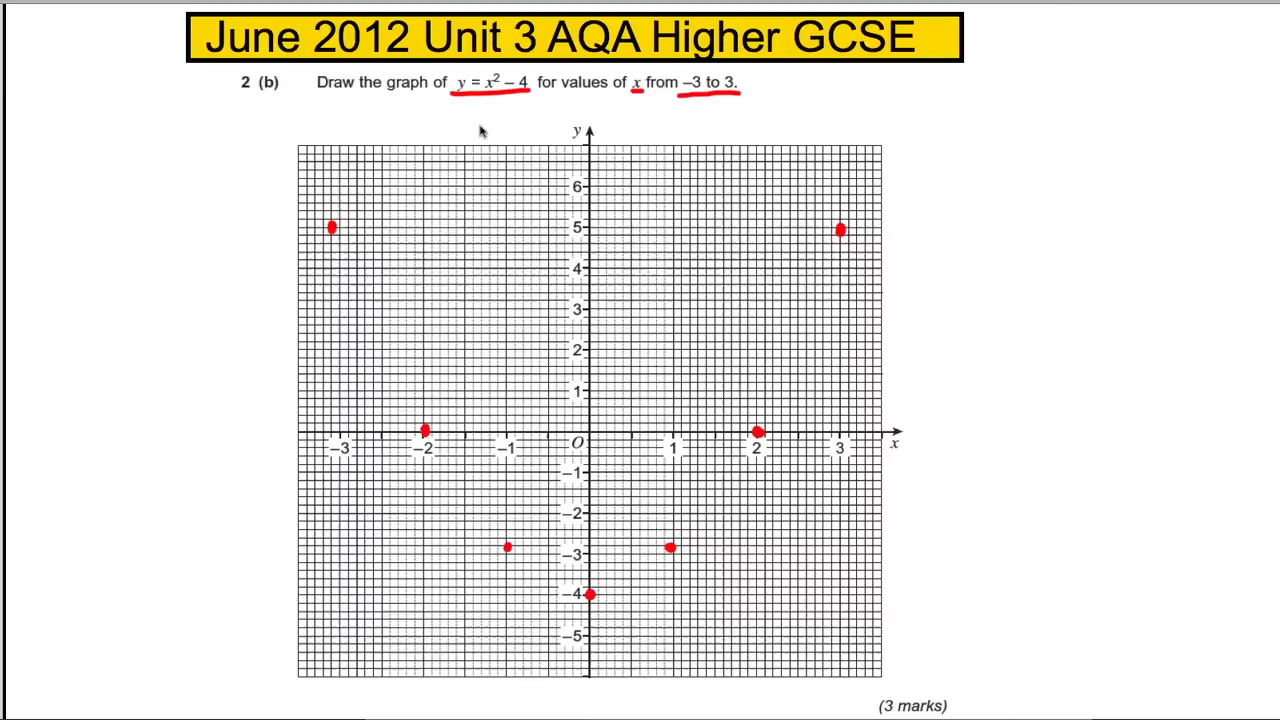 June 2012 Unit 3 AQA Higher GCSE
2 (b) Draw the graph of y = x² – 4 for values of x from –3 to 3.
y
6
5
4
3
2
1
–3 –2 –1 O 1 2 3 x
–1
–2
–3
–4
–5
(3 marks)